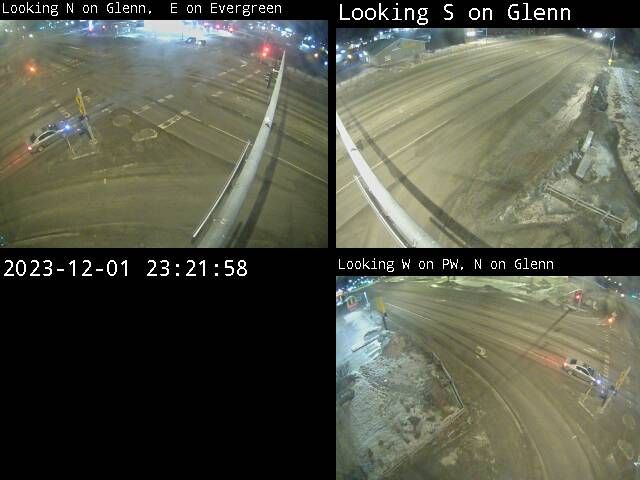 Looking N on Glenn,  E on Evergreen
Looking S on Glenn
2023-12-01 23:21:58
Looking W on PW, N on Glenn